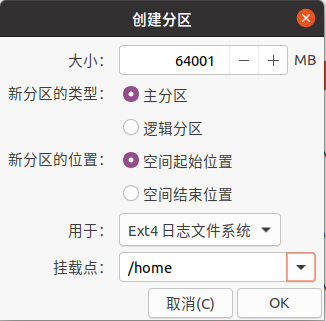 创建分区
大小： 64001 MB
新分区的类型： 主分区
逻辑分区
新分区的位置： 空间起始位置
空间结束位置
用于： Ext4 日志文件系统
挂载点： /home
取消(C) OK